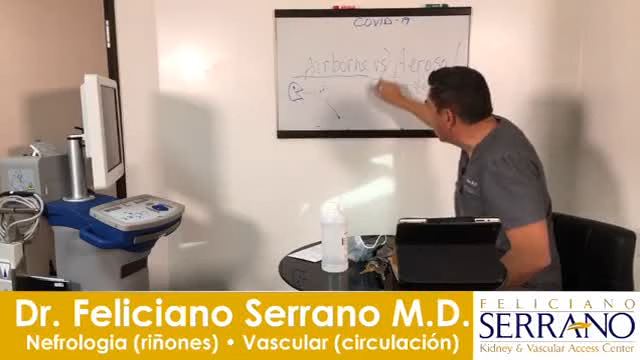 COVID-19
Airborne vs Aerosol
Dr. Feliciano Serrano M.D.
Nefrologia (riñones) • Vascular (circulación)
FELICIANO
SERRANO
Kidney & Vascular Access Center